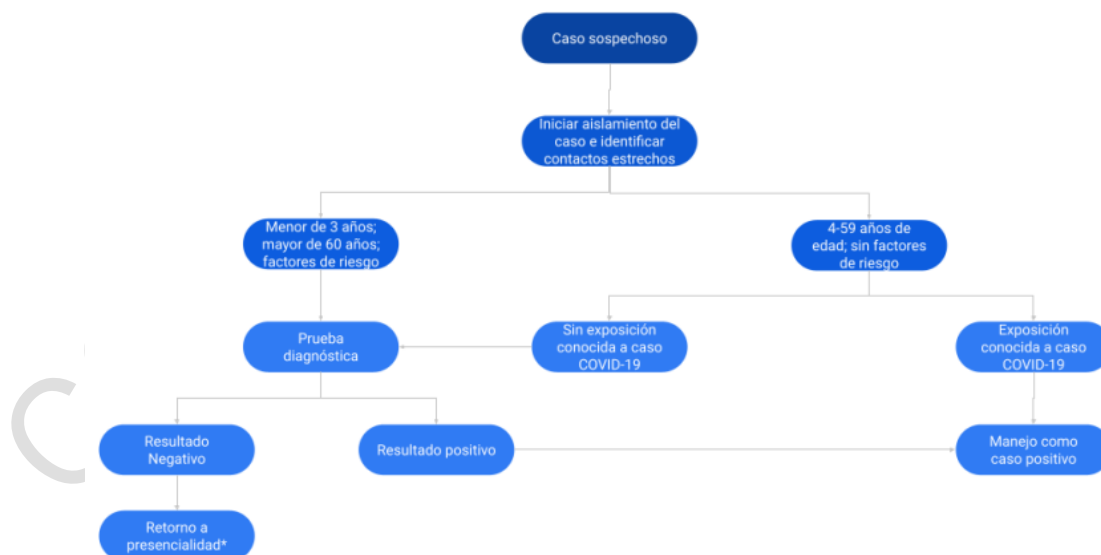 Caso sospechoso
Iniciar aislamiento del
caso e identificar
contactos estrechos
Menor de 3 años;
mayor de 60 años;
factores de riesgo
4-59 años de
edad; sin factores
de riesgo
Prueba
diagnóstica
Sin exposición
conocida a caso
COVID-19
Exposición
conocida a caso
COVID-19
Resultado
Negativo
Resultado positivo
Manejo como
caso positivo
Retorno a
presencialidad*